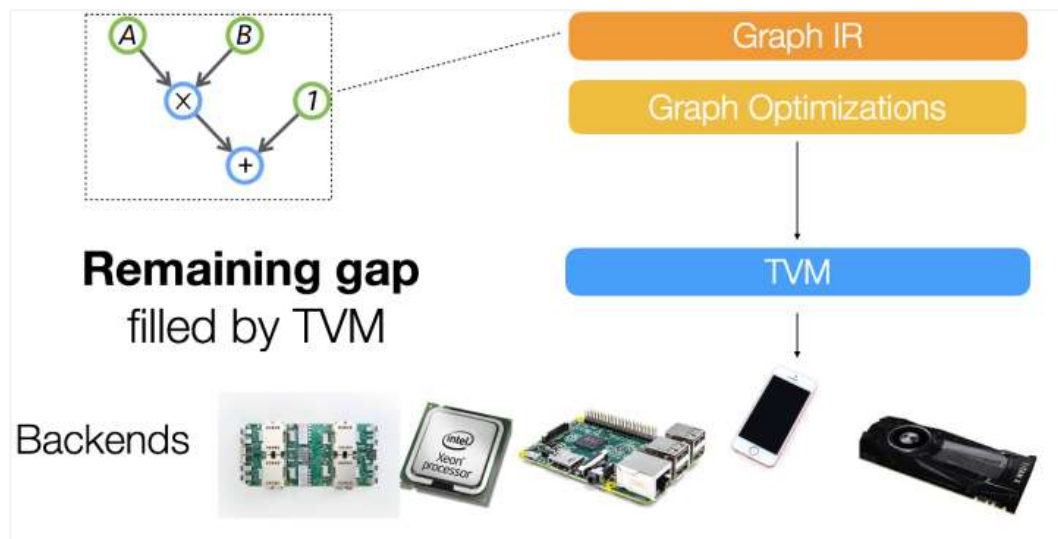 A
B
Graph IR
×
1
Graph Optimizations
+
Remaining gap
filled by TVM
TVM
Backends
intel
Xeon®
processor